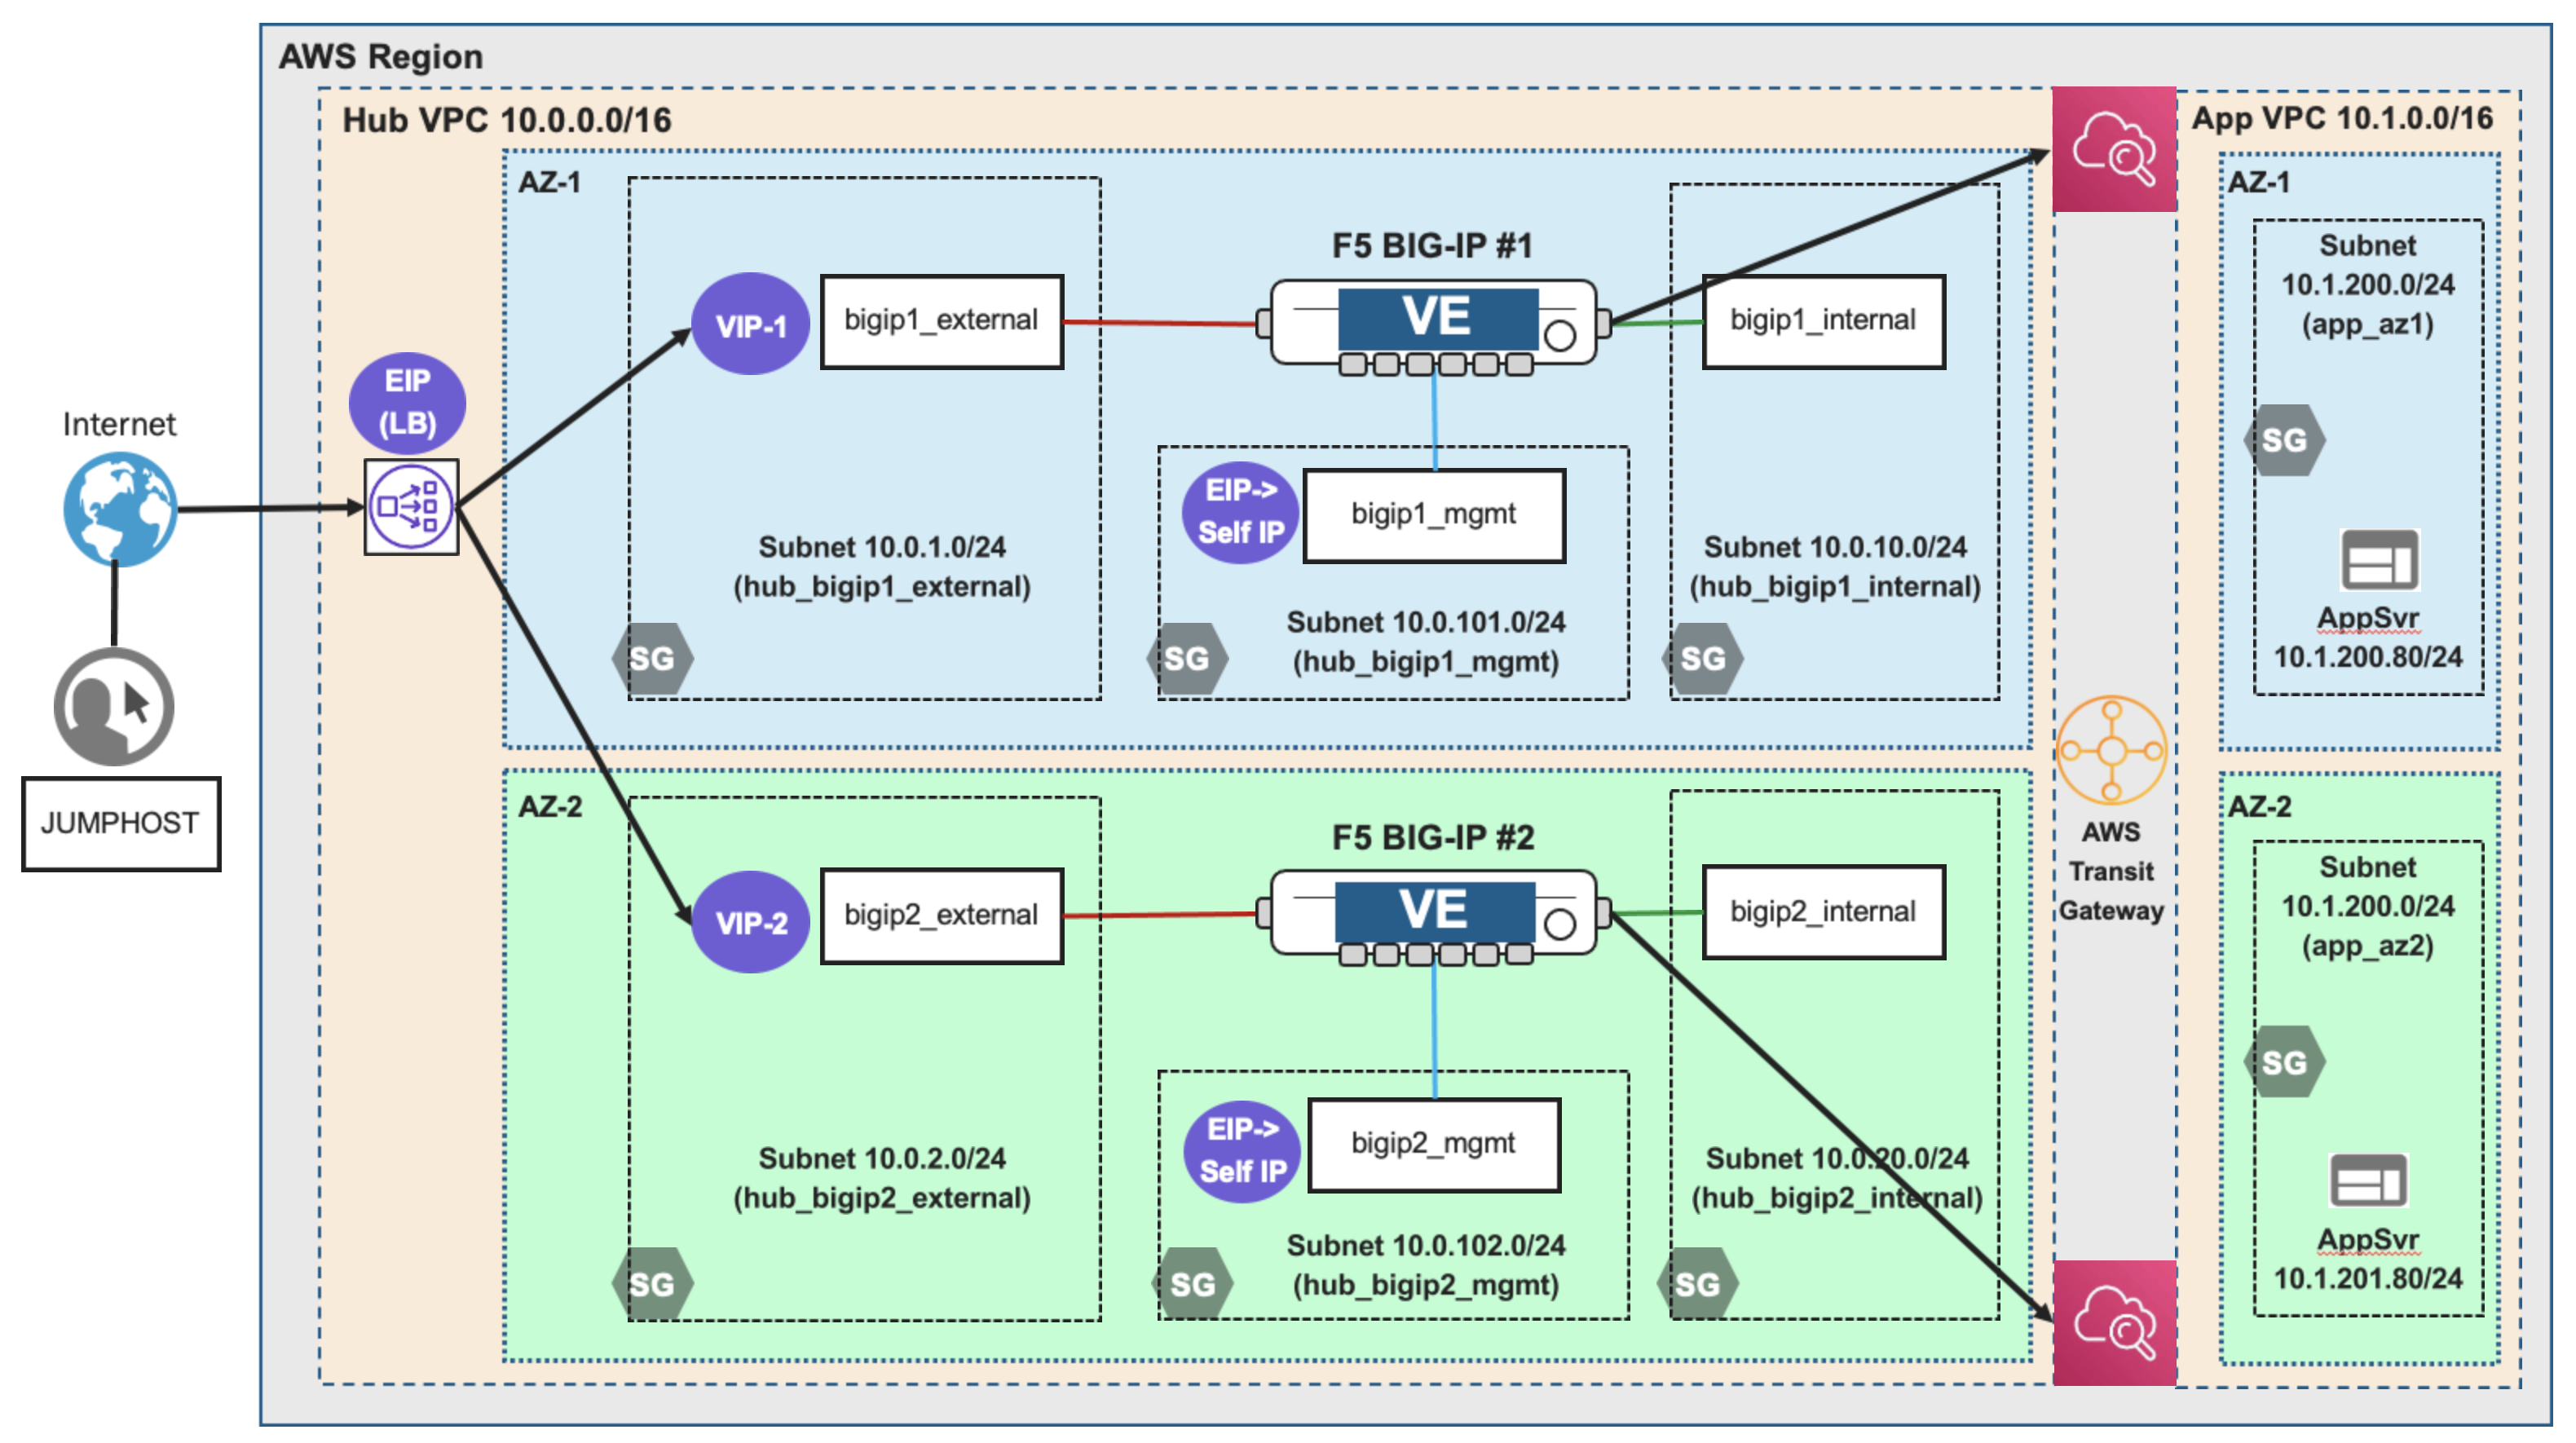 AWS Region
Hub VPC 10.0.0.0/16
App VPC 10.1.0.0/16
Internet
JUMPHOST
EIP
(LB)
AZ-1
VIP-1
bigip1_external
Subnet 10.0.1.0/24
(hub_bigip1_external)
SG
F5 BIG-IP #1
VE
EIP->
Self IP
bigip1_mgmt
Subnet 10.0.101.0/24
(hub_bigip1_mgmt)
SG
bigip1_internal
Subnet 10.0.10.0/24
(hub_bigip1_internal)
SG
AZ-2
VIP-2
bigip2_external
Subnet 10.0.2.0/24
(hub_bigip2_external)
SG
F5 BIG-IP #2
VE
EIP->
Self IP
bigip2_mgmt
Subnet 10.0.102.0/24
(hub_bigip2_mgmt)
SG
bigip2_internal
Subnet 10.0.20.0/24
(hub_bigip2_internal)
SG
AWS
Transit
Gateway
AZ-1
Subnet
10.1.200.0/24
(app_az1)
SG
AppSvr
10.1.200.80/24
AZ-2
Subnet
10.1.200.0/24
(app_az2)
SG
AppSvr
10.1.201.80/24